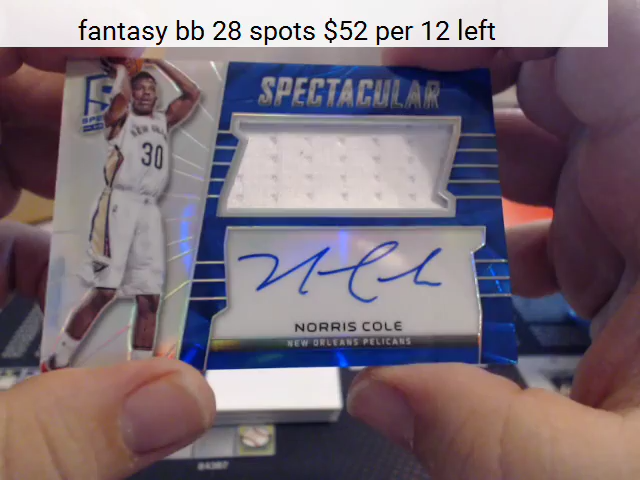 fantasy bb 28 spots $52 per 12 left
SPECTACULAR
30
NORRIS COLE
NEW ORLEANS PELICANS